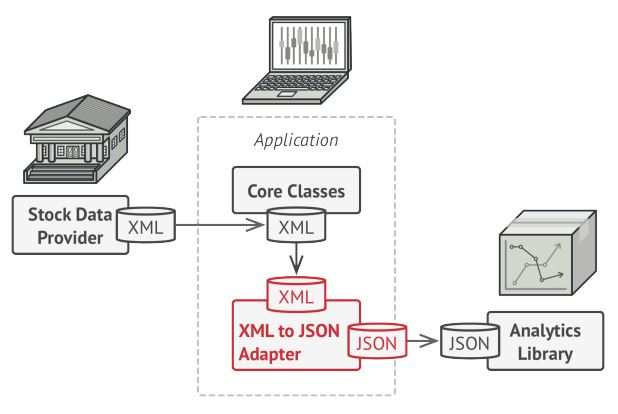 Application
Core Classes
Stock Data
Provider
XML
XML
XML
XML to JSON
Adapter
JSON
JSON
Analytics
Library